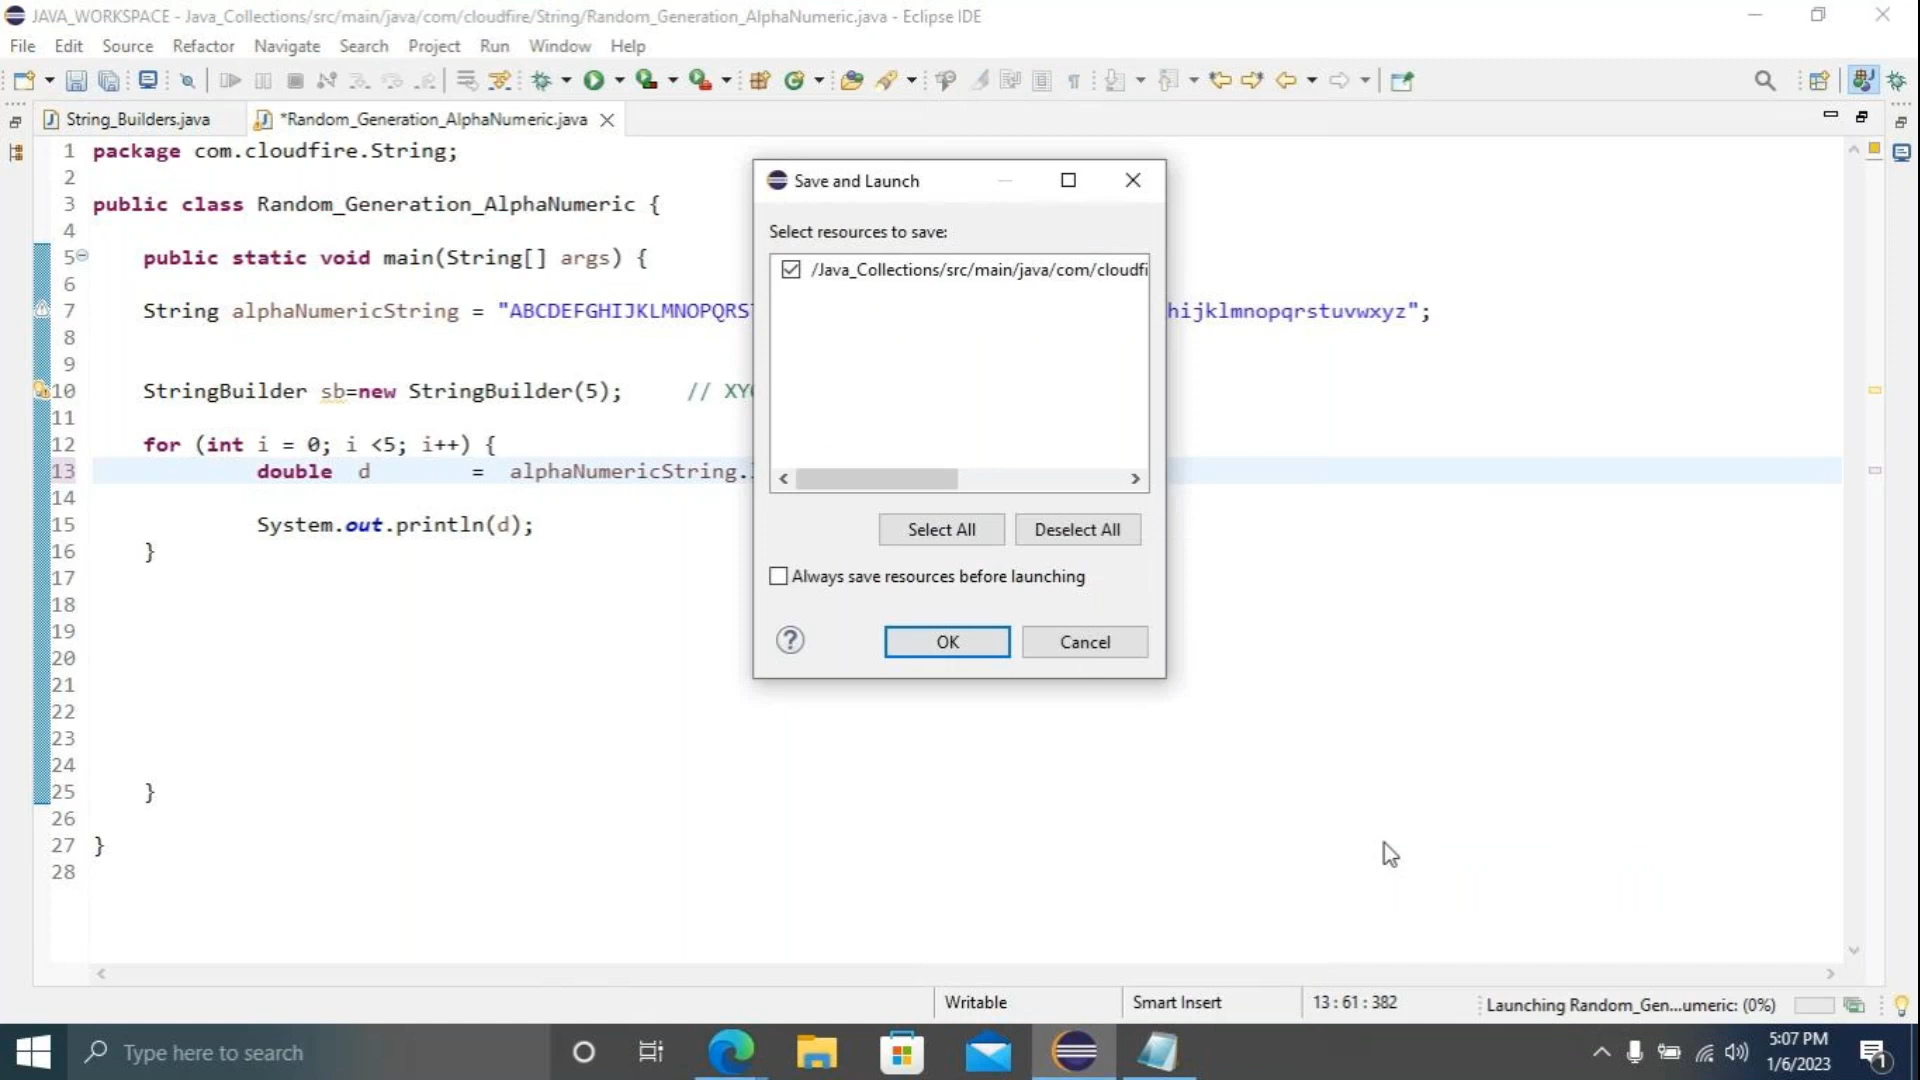 JAVA_WORKSPACE - Java_Collections/src/main/java/com/cloudfire/String/Random_Generation_AlphaNumeric.java - Eclipse IDE
File Edit Source Refactor Navigate Search Project Run Window Help
String_Builders.java *Random_Generation_AlphaNumeric.java
1 package com.cloudfire.String;
2
3 public class Random_Generation_AlphaNumeric {
4
5 public static void main(String[] args) {
6
7 String alphaNumericString = "ABCDEFGHIJKLMNOPQRS hijklmnopqrstuvwxyz";
8
9
10 StringBuilder sb=new StringBuilder(5); // XY
11
12 for (int i = 0; i <5; i++) {
13 double d = alphaNumericString.
14
15 System.out.println(d);
16 }
17
18
19
20
21
22
23
24
25 }
26
27 }
28
Save and Launch
Select resources to save:
/Java_Collections/src/main/java/com/cloudfi
Select All Deselect All
Always save resources before launching
OK Cancel
Writable Smart Insert 13 : 61 : 382 Launching Random_Gen...umeric: (0%)
Type here to search
5:07 PM
1/6/2023
1